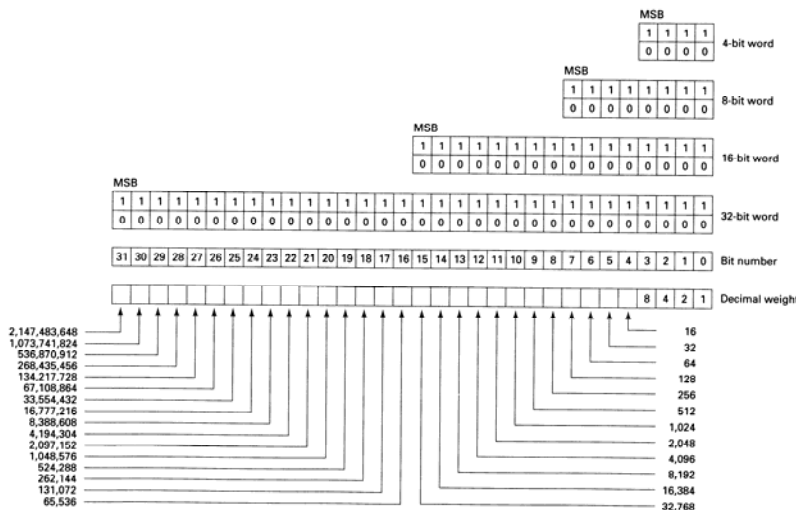 MSB
1 1 1 1
0 0 0 0
4-bit word
MSB
1 1 1 1 1 1 1 1
0 0 0 0 0 0 0 0
8-bit word
MSB
1 1 1 1 1 1 1 1 1 1 1 1 1 1 1 1
0 0 0 0 0 0 0 0 0 0 0 0 0 0 0 0
16-bit word
MSB
1 1 1 1 1 1 1 1 1 1 1 1 1 1 1 1 1 1 1 1 1 1 1 1 1 1 1 1 1 1 1 1
0 0 0 0 0 0 0 0 0 0 0 0 0 0 0 0 0 0 0 0 0 0 0 0 0 0 0 0 0 0 0 0
32-bit word
31 30 29 28 27 26 25 24 23 22 21 20 19 18 17 16 15 14 13 12 11 10 9 8 7 6 5 4 3 2 1 0 Bit number
8 4 2 1 Decimal weight
2,147,483,648
1,073,741,824
536,870,912
268,435,456
134.217.728
67,108,864
33,554,432
16,777,216
8,388,608
4,194,304
2,097,152
1,048,576
524,288
262,144
131,072
65,536
16
32
64
128
256
512
1,024
2,048
4,096
8,192
16,384
32,768